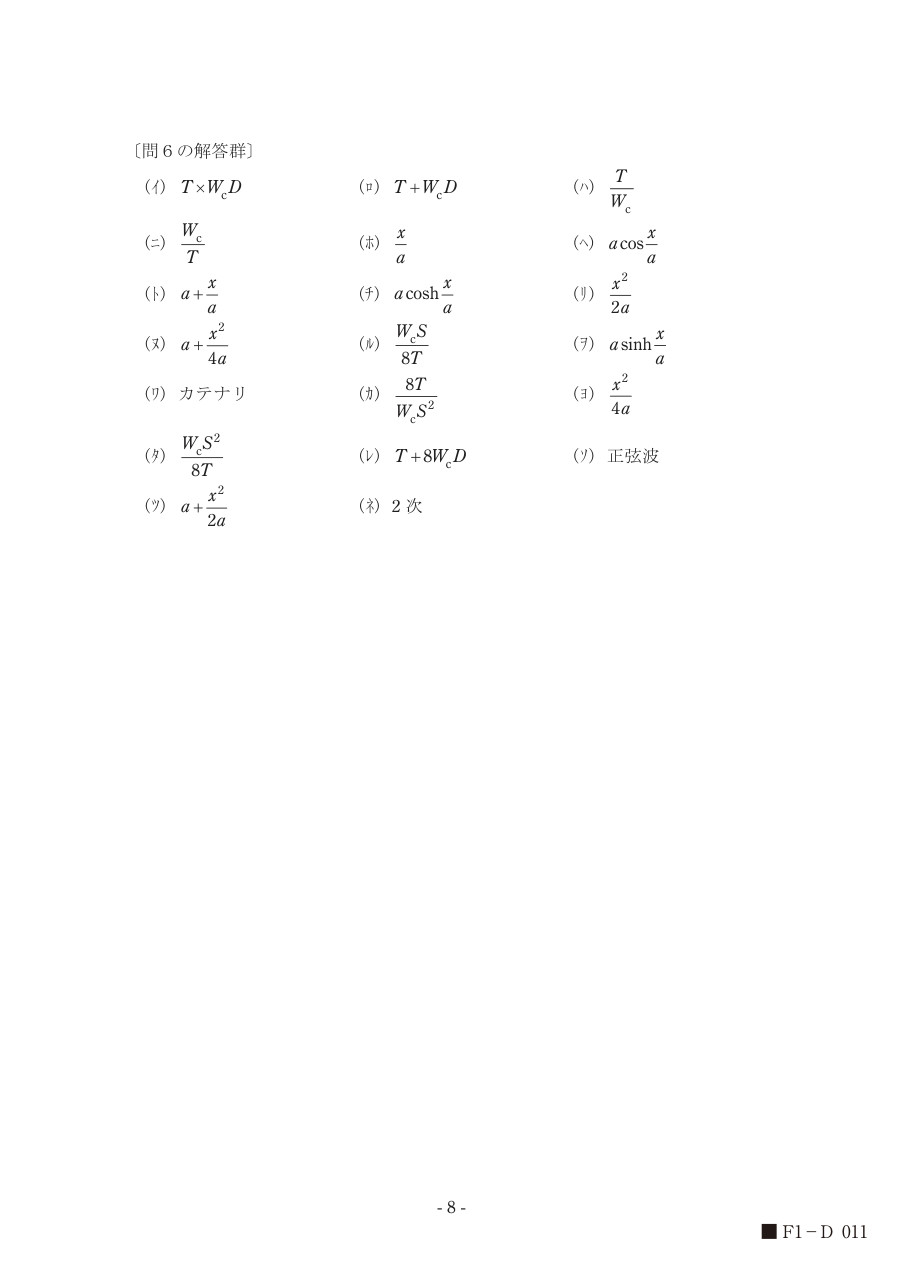 〔問６の解答群〕
(ｲ) T×W_cD (ﾛ) T+W_cD (ﾊ) T/W_c
(ﾆ) W_c/T (ﾎ) x/a (ﾍ) a cos x/a
(ﾄ) a+x/a (ﾁ) a cosh x/a (ﾘ) x²/2a
(ﾇ) a+x²/4a (ﾙ) W_cS/8T (ｦ) a sinh x/a
(ﾜ) カテナリ (ｶ) 8T/W_cS² (ﾖ) x²/4a
(ﾀ) W_cS²/8T (ﾚ) T+8W_cD (ｿ) 正弦波
(ﾂ) a+x²/2a (ﾈ) ２次
- 8 -
■ F1－D 011